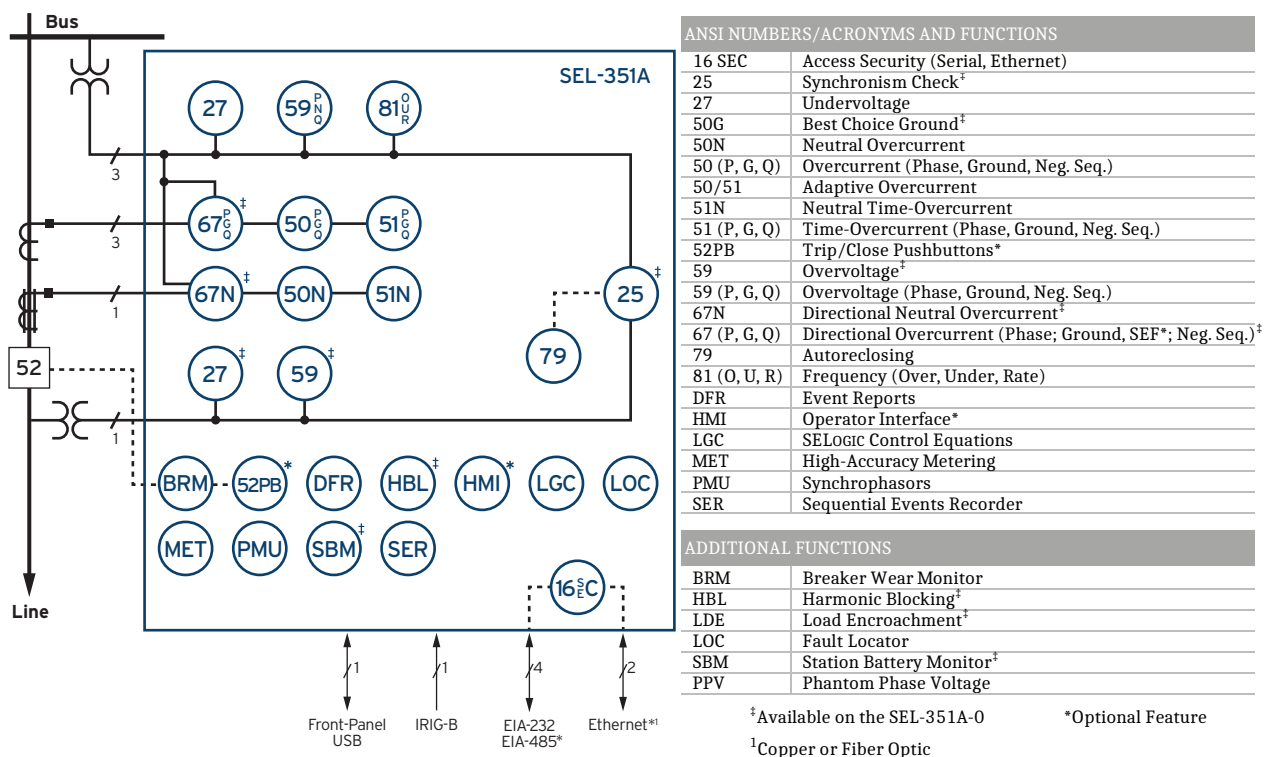 Bus
SEL-351A
27
59 P N Q
81 O U R
3
67 P G Q ‡
50 P G Q
51 P G Q
3
67N ‡
50N
51N
25 ‡
1
79
52
27 ‡
59 ‡
1
BRM
52PB *
DFR
HBL ‡
HMI *
LGC
LOC
MET
PMU
SBM ‡
SER
16 S E C
Line
1
1
4
2
Front-Panel
USB
IRIG-B
EIA-232
EIA-485*
Ethernet*¹
ANSI NUMBERS/ACRONYMS AND FUNCTIONS
16 SEC Access Security (Serial, Ethernet)
25 Synchronism Check‡
27 Undervoltage
50G Best Choice Ground‡
50N Neutral Overcurrent
50 (P, G, Q) Overcurrent (Phase, Ground, Neg. Seq.)
50/51 Adaptive Overcurrent
51N Neutral Time-Overcurrent
51 (P, G, Q) Time-Overcurrent (Phase, Ground, Neg. Seq.)
52PB Trip/Close Pushbuttons*
59 Overvoltage‡
59 (P, G, Q) Overvoltage (Phase, Ground, Neg. Seq.)
67N Directional Neutral Overcurrent‡
67 (P, G, Q) Directional Overcurrent (Phase; Ground, SEF*; Neg. Seq.)‡
79 Autoreclosing
81 (O, U, R) Frequency (Over, Under, Rate)
DFR Event Reports
HMI Operator Interface*
LGC SELOGIC Control Equations
MET High-Accuracy Metering
PMU Synchrophasors
SER Sequential Events Recorder
ADDITIONAL FUNCTIONS
BRM Breaker Wear Monitor
HBL Harmonic Blocking‡
LDE Load Encroachment‡
LOC Fault Locator
SBM Station Battery Monitor‡
PPV Phantom Phase Voltage
‡Available on the SEL-351A-0 *Optional Feature
¹Copper or Fiber Optic